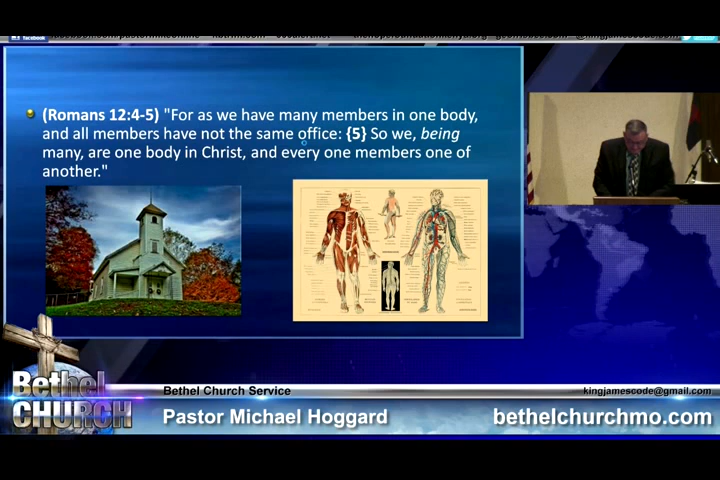 facebook
(Romans 12:4-5) "For as we have many members in one body,
and all members have not the same office: {5} So we, being
many, are one body in Christ, and every one members one of
another."
Bethel
CHURCH
Bethel Church Service
kingjamescode@gmail.com
Pastor Michael Hoggard
bethelchurchmo.com